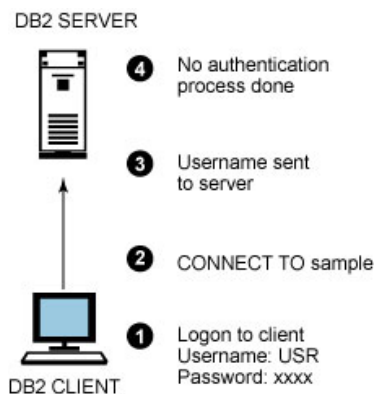 DB2 SERVER
4 No authentication
process done
3 Username sent
to server
2 CONNECT TO sample
1 Logon to client
Username: USR
Password: xxxx
DB2 CLIENT